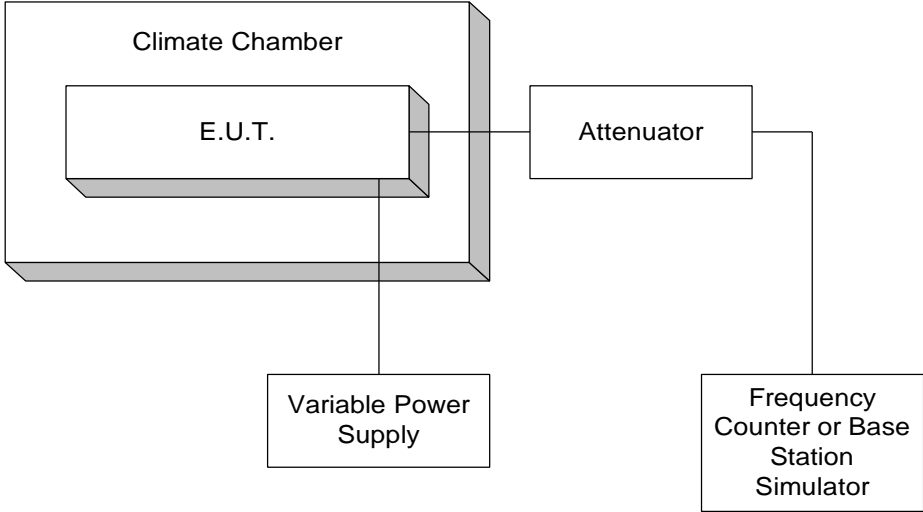 Climate Chamber
E.U.T.
Attenuator
Variable Power
Supply
Frequency
Counter or Base
Station
Simulator